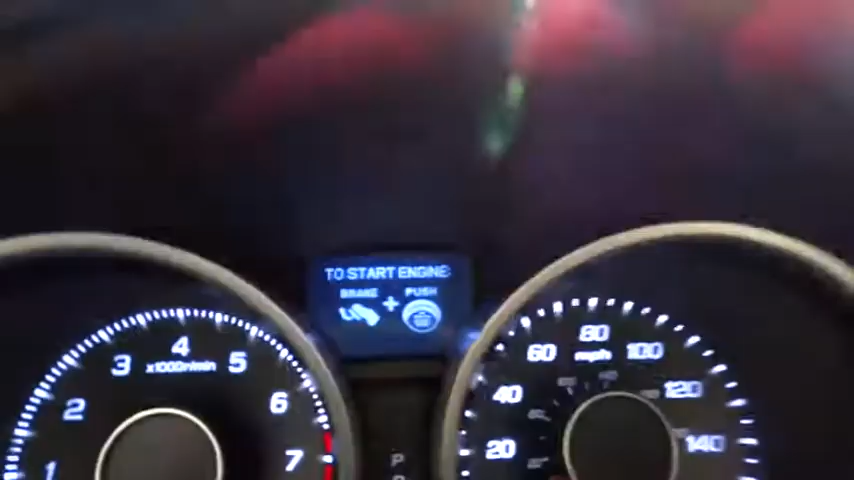 TO START ENGINE
BRAKE + PUSH
1 2 3 4 5 6 7
x1000r/min
20 40 60 80 100 120 140
mph
P